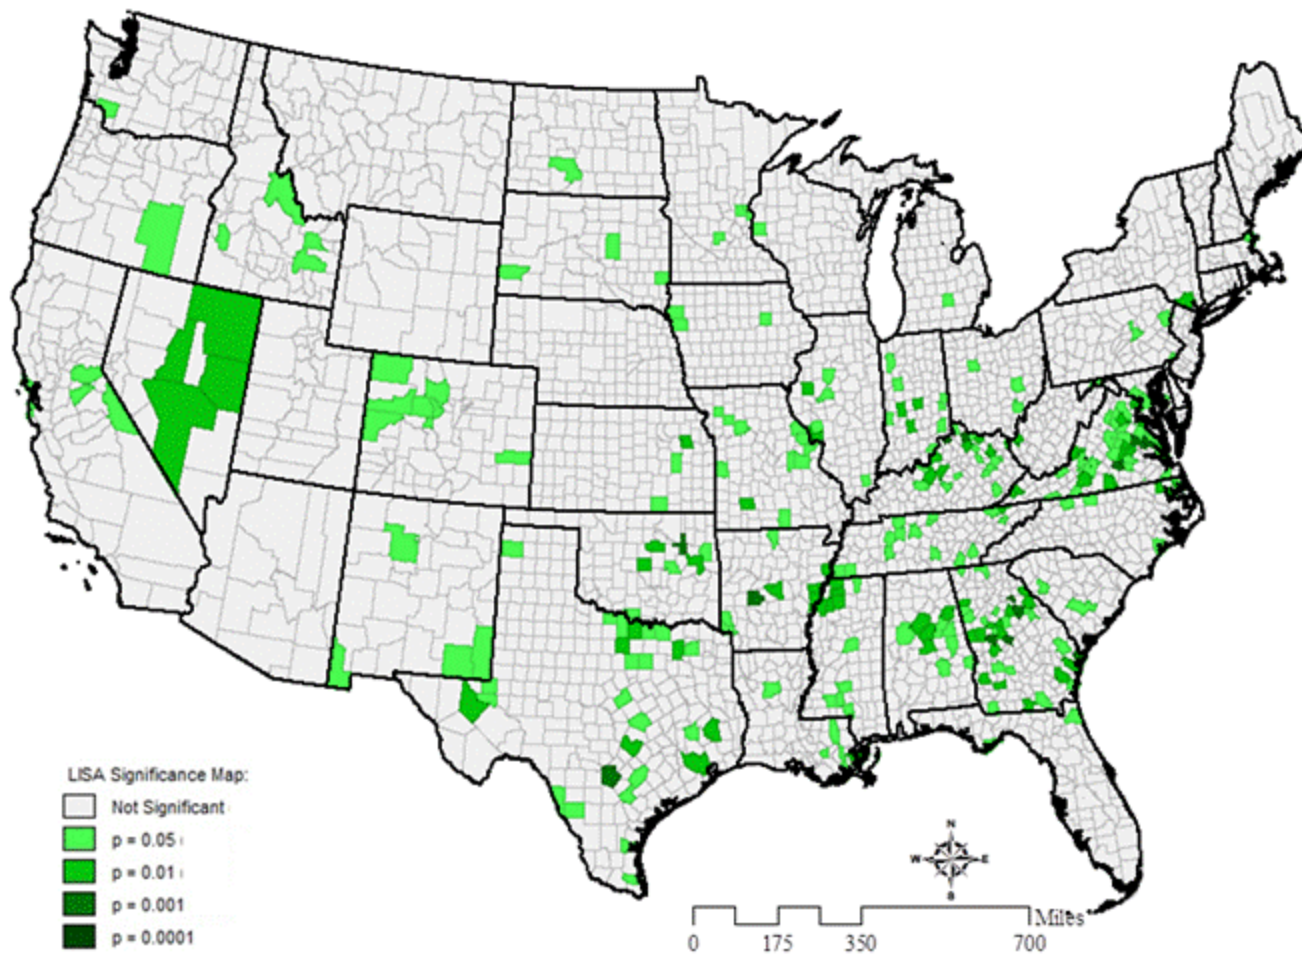 LISA Significance Map:
Not Significant
p = 0.05
p = 0.01
p = 0.001
p = 0.0001
N
W E
S
Miles
0 175 350 700